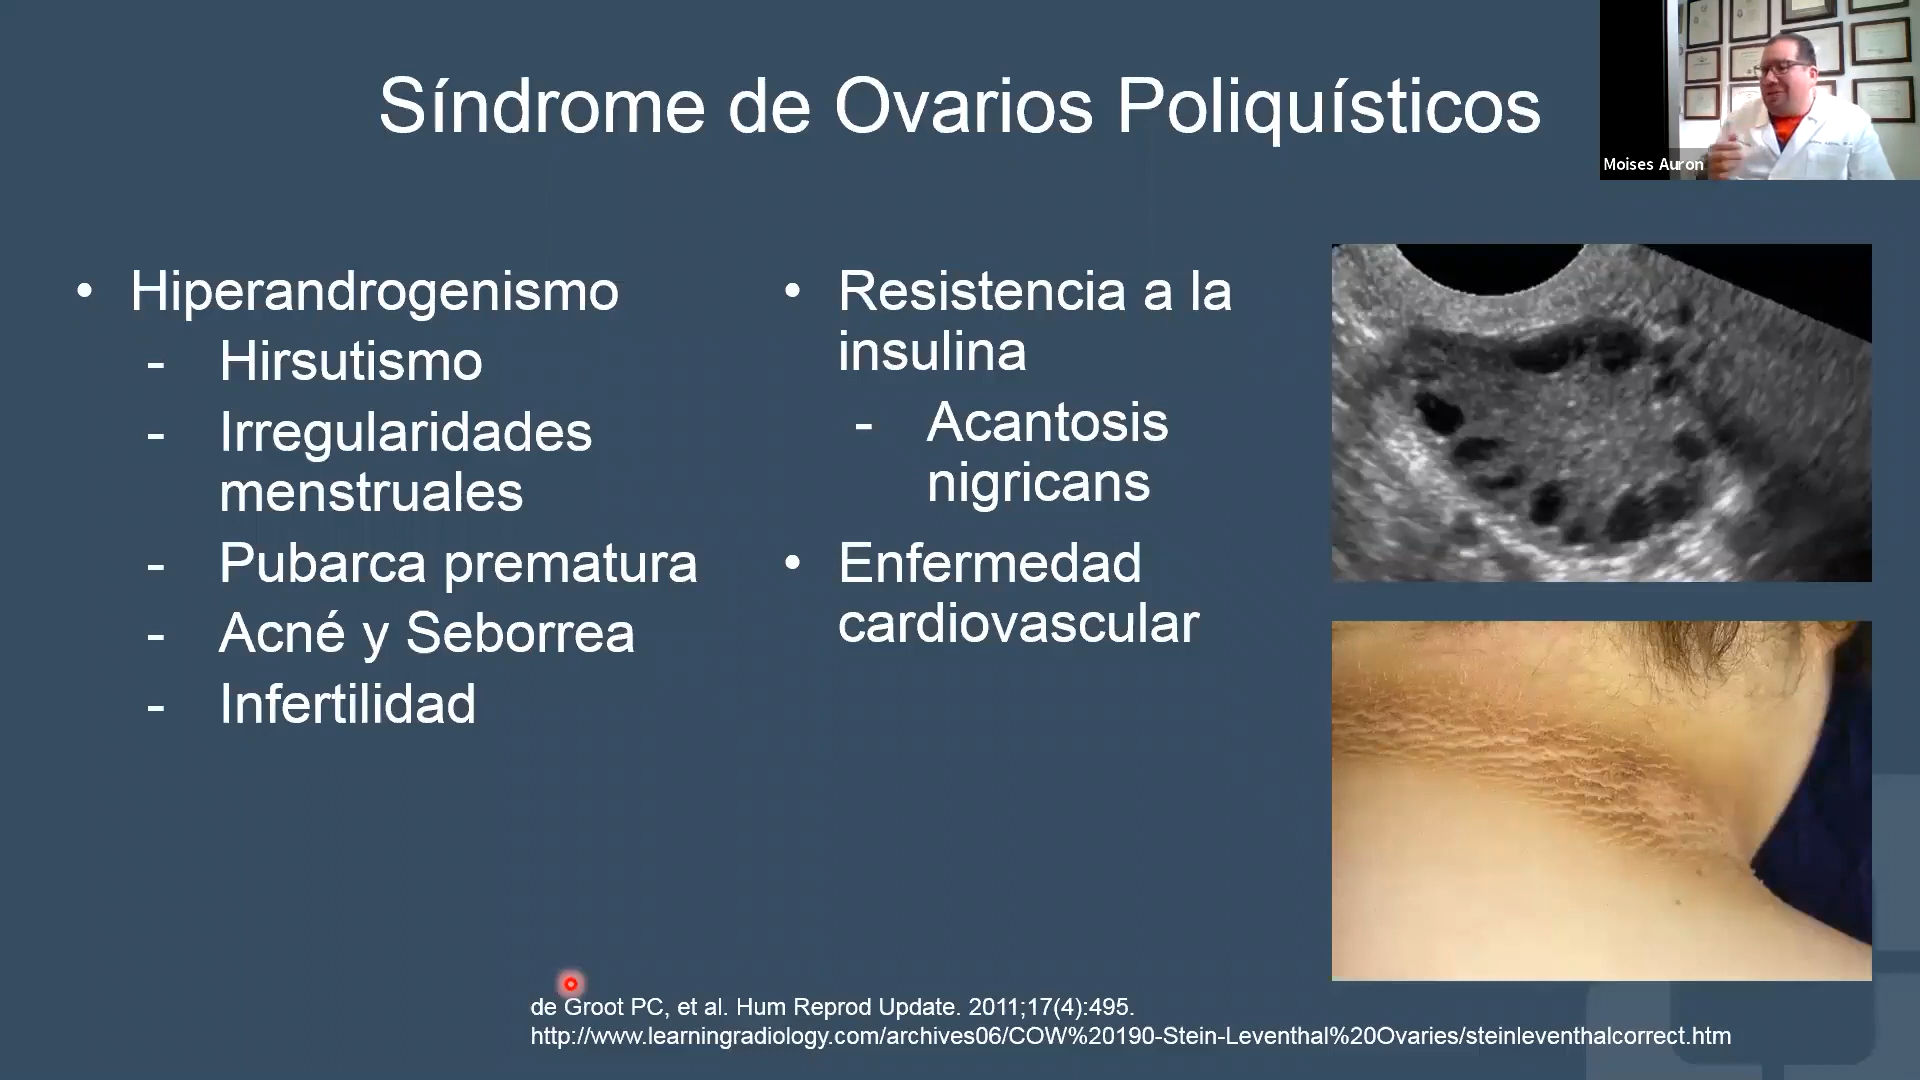 Síndrome de Ovarios Poliquísticos
Moises Auron
• Hiperandrogenismo
- Hirsutismo
- Irregularidades
menstruales
- Pubarca prematura
- Acné y Seborrea
- Infertilidad
• Resistencia a la
insulina
- Acantosis
nigricans
• Enfermedad
cardiovascular
de Groot PC, et al. Hum Reprod Update. 2011;17(4):495.
http://www.learningradiology.com/archives06/COW%20190-Stein-Leventhal%20Ovaries/steinleventhalcorrect.htm